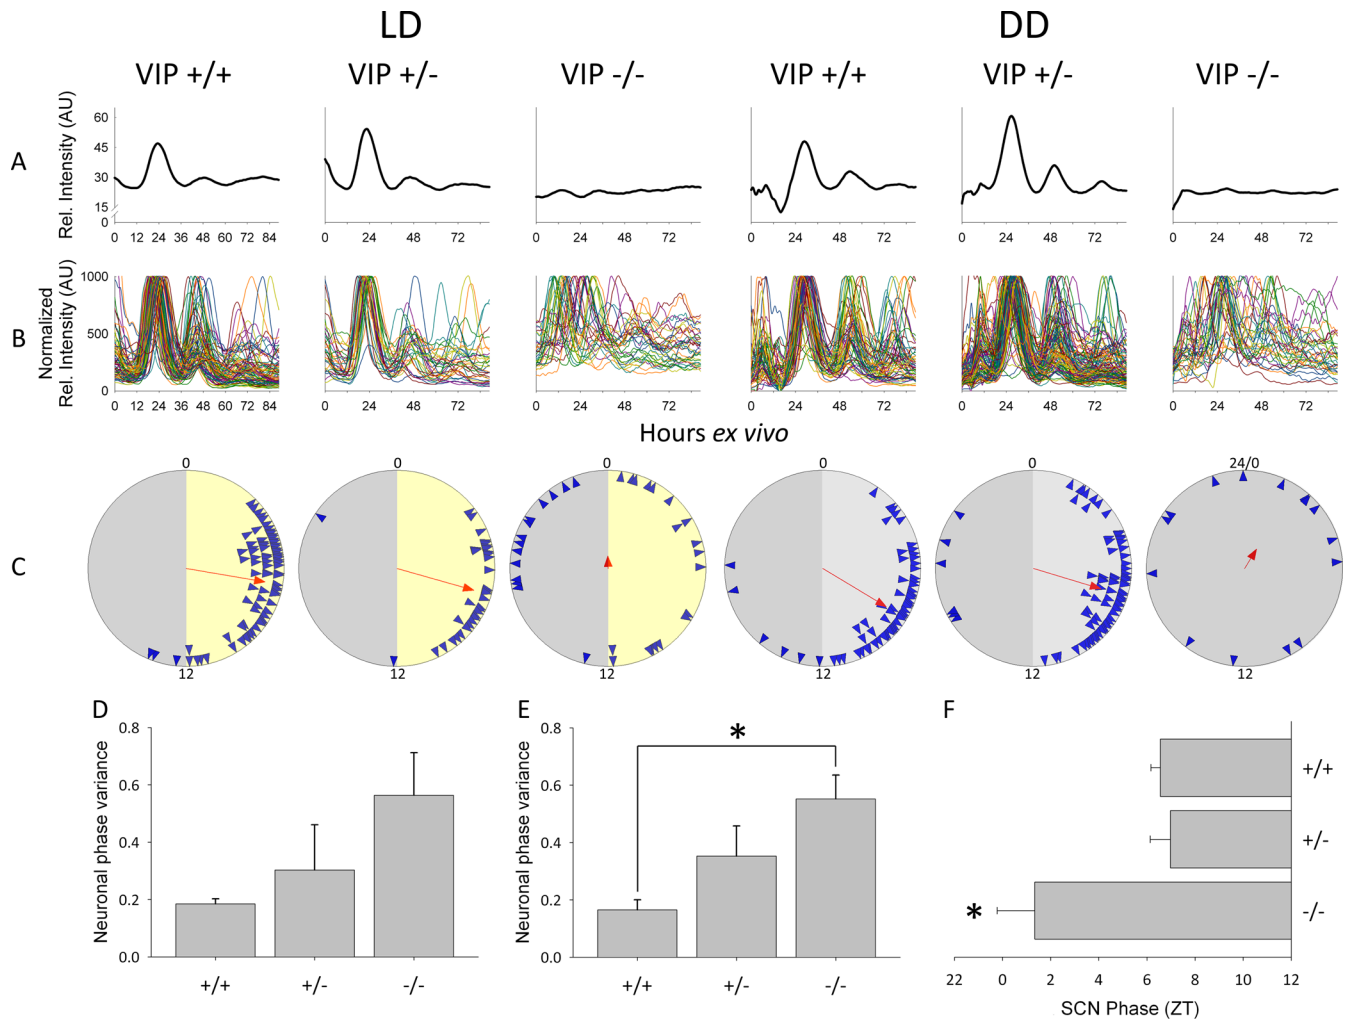 LD DD
VIP +/+ VIP +/- VIP -/- VIP +/+ VIP +/- VIP -/-
A
Rel. Intensity (AU)
60
45
30
15
0
0 12 24 36 48 60 72 84 0 24 48 72 0 24 48 72 0 24 48 72 0 24 48 72 0 24 48 72
B
Normalized
Rel. Intensity (AU)
1000
500
0
0 12 24 36 48 60 72 84 0 24 48 72 0 24 48 72 0 24 48 72 0 24 48 72 0 24 48 72
Hours ex vivo
C
0 0 0 0 0 24/0
12 12 12 12 12 12
D
Neuronal phase variance
0.8
0.6
0.4
0.2
0.0
+/+ +/- -/-
E
Neuronal phase variance
0.8
0.6
0.4
0.2
0.0
*
+/+ +/- -/-
F
+/+
+/-
* -/-
22 0 2 4 6 8 10 12
SCN Phase (ZT)